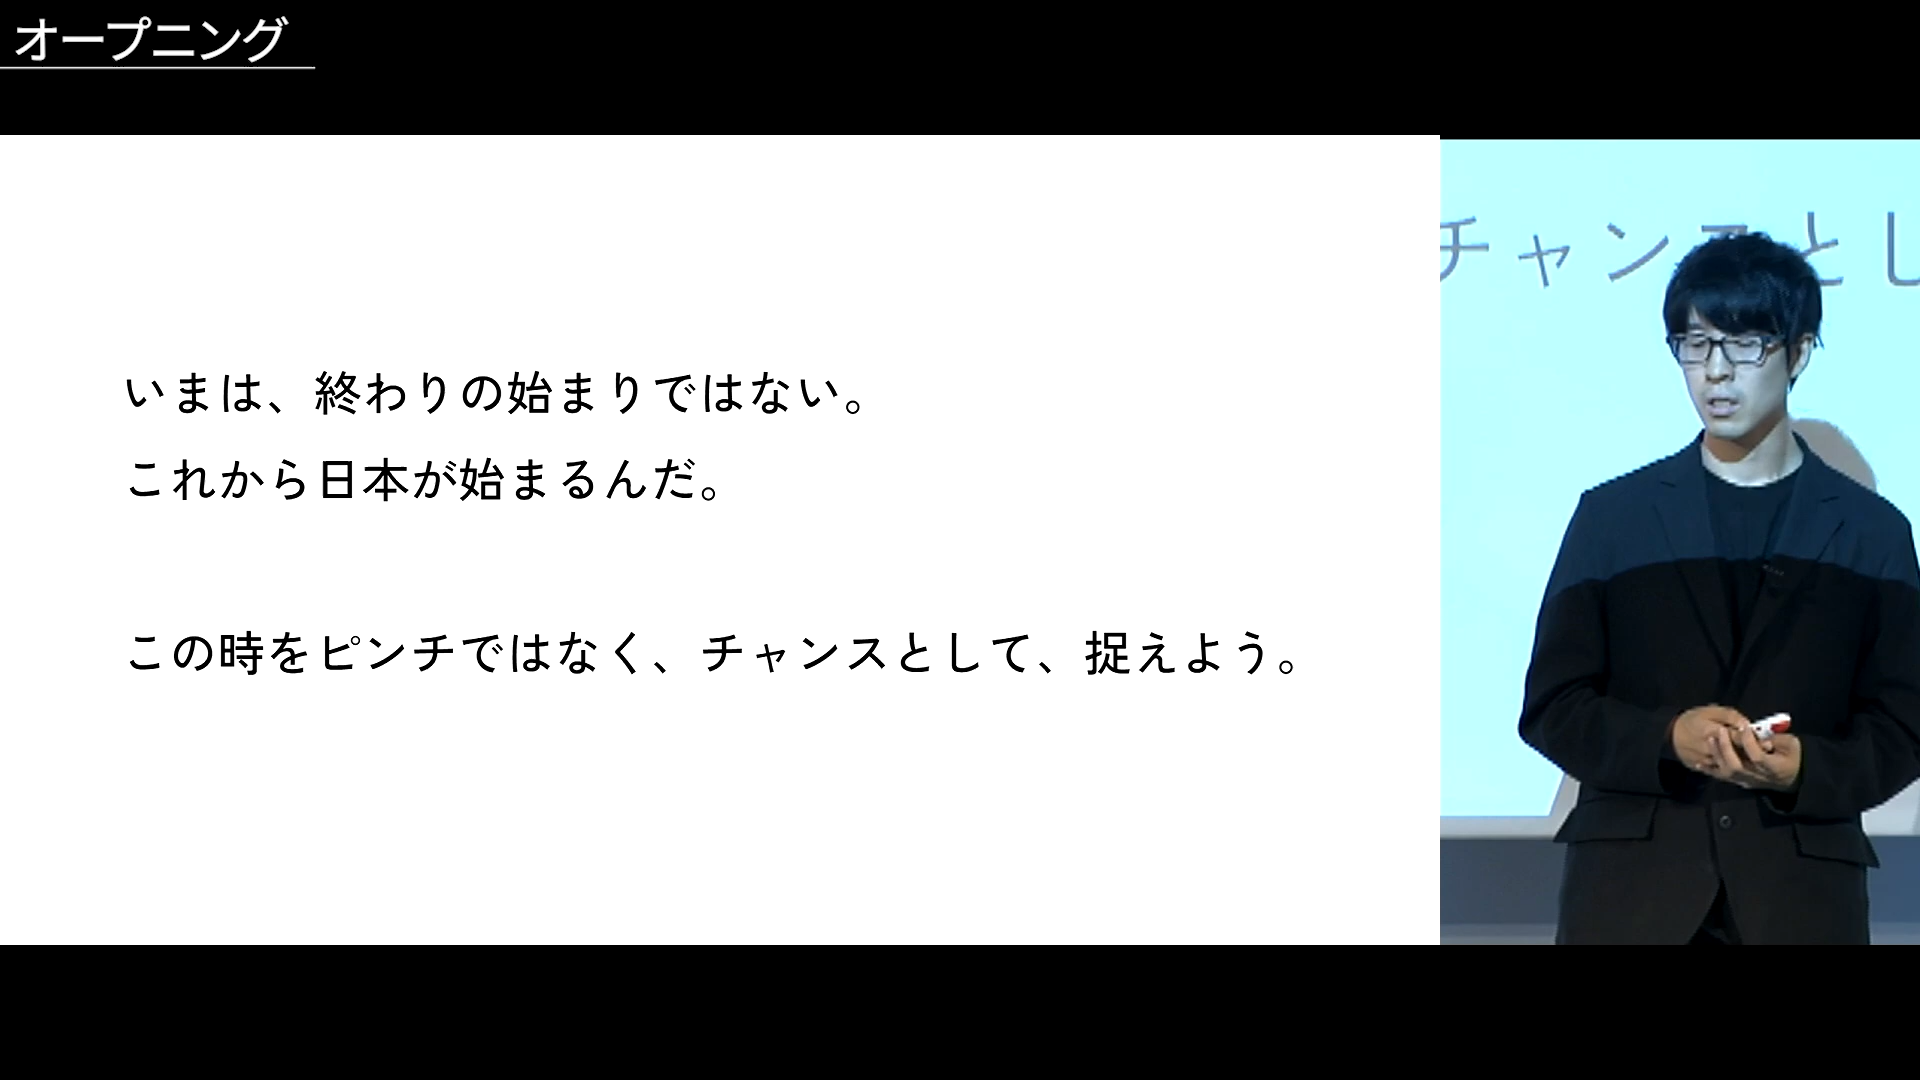 オープニング
いまは、終わりの始まりではない。
これから日本が始まるんだ。
この時をピンチではなく、チャンスとして、捉えよう。
チャンスとし